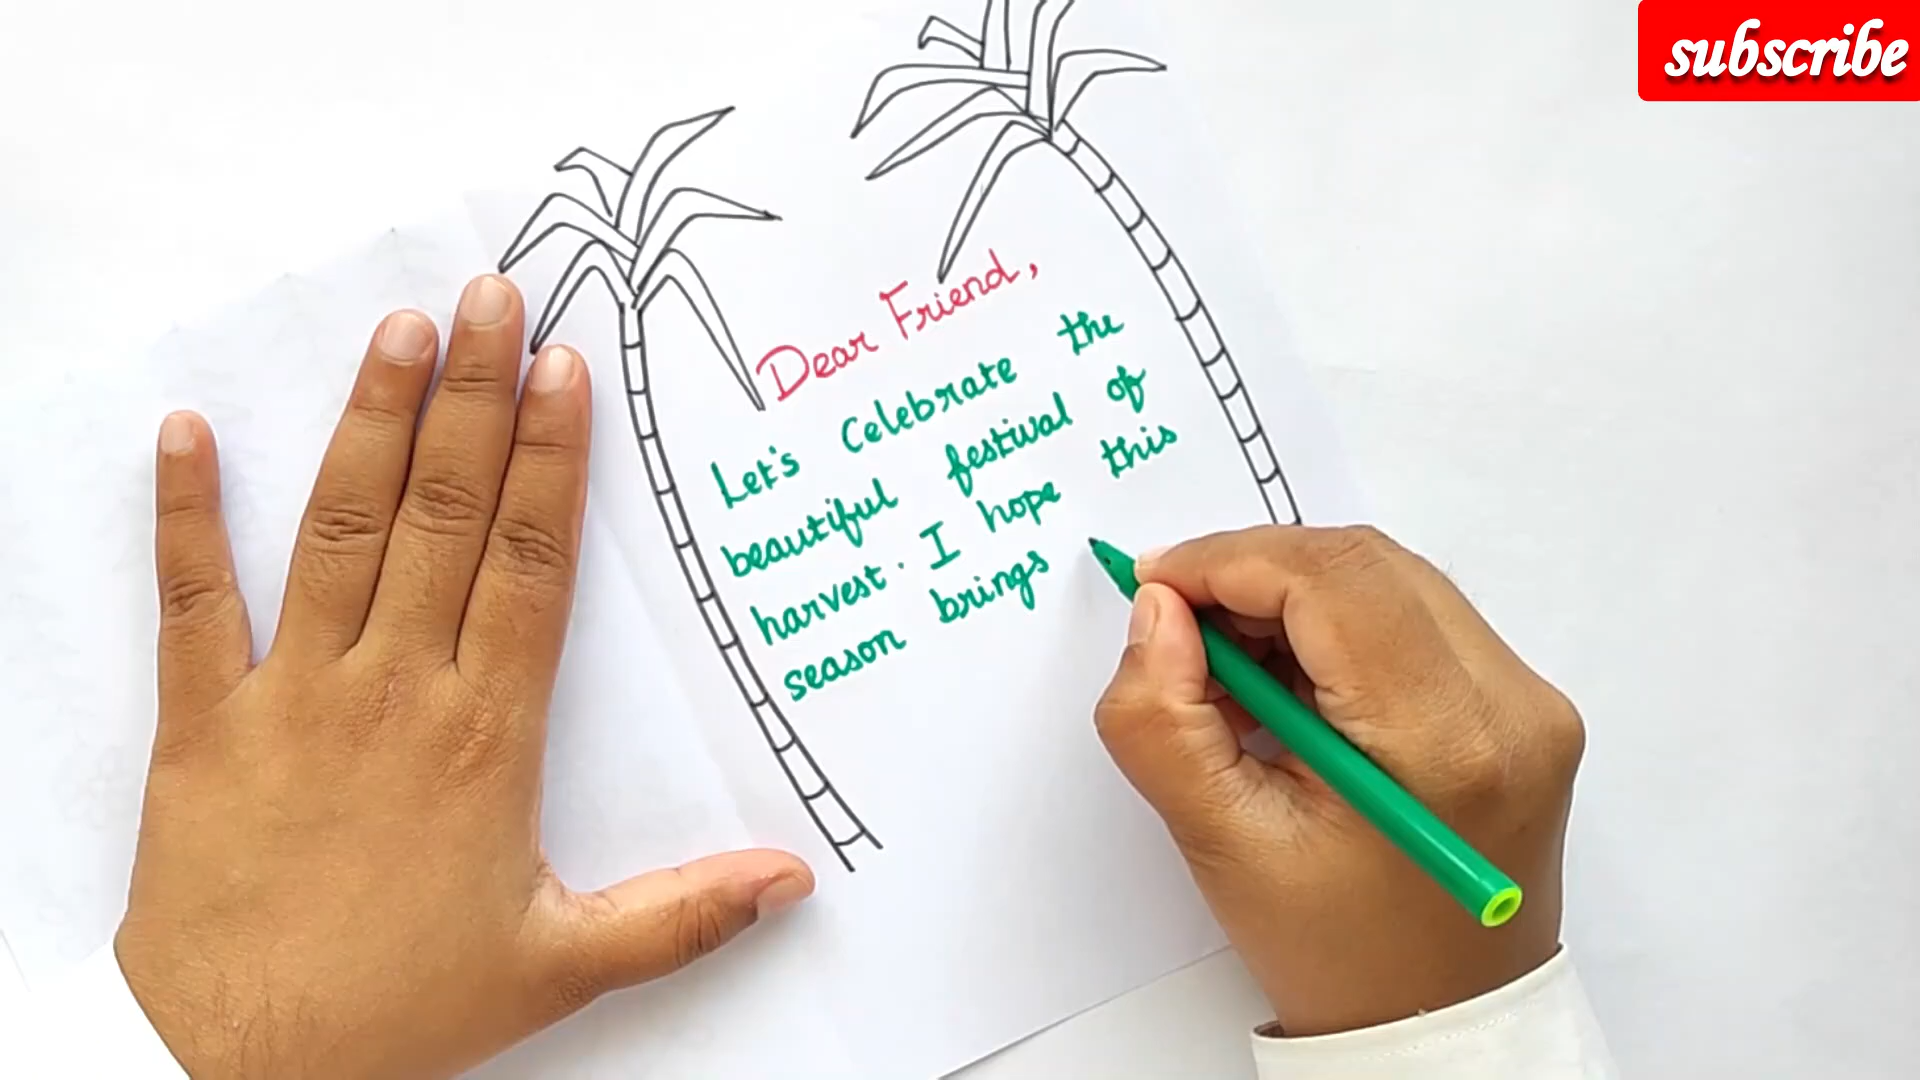 subscribe
Dear Friend,
Let's Celebrate the
beautiful festival of
harvest. I hope this
season brings